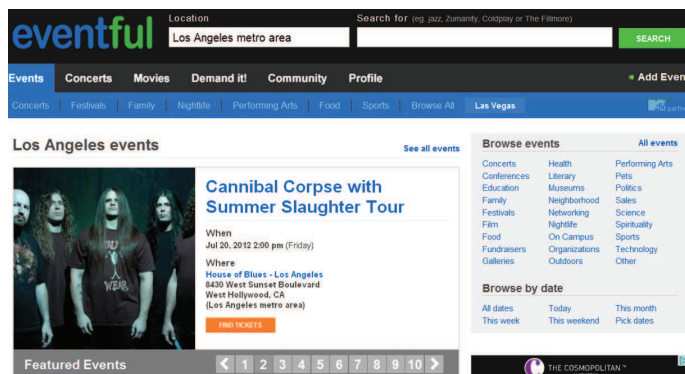 eventful
Location
Search for (eg. jazz, Zumanity, Coldplay or The Fillmore)
Los Angeles metro area
SEARCH
Events Concerts Movies Demand it! Community Profile
Add Even
Concerts Festivals Family Nightlife Performing Arts Food Sports Browse All Las Vegas
MTV partne
Los Angeles events
See all events
Cannibal Corpse with
Summer Slaughter Tour
When
Jul 20, 2012 2:00 pm (Friday)
Where
House of Blues - Los Angeles
8430 West Sunset Boulevard
West Hollywood, CA
(Los Angeles metro area)
FIND TICKETS
WEAR
Featured Events
1 2 3 4 5 6 7 8 9 10
Browse events All events
Concerts Health Performing Arts
Conferences Literary Pets
Education Museums Politics
Family Neighborhood Sales
Festivals Networking Science
Film Nightlife Spirituality
Food On Campus Sports
Fundraisers Organizations Technology
Galleries Outdoors Other
Browse by date
All dates Today This month
This week This weekend Pick dates
THE COSMOPOLITAN™